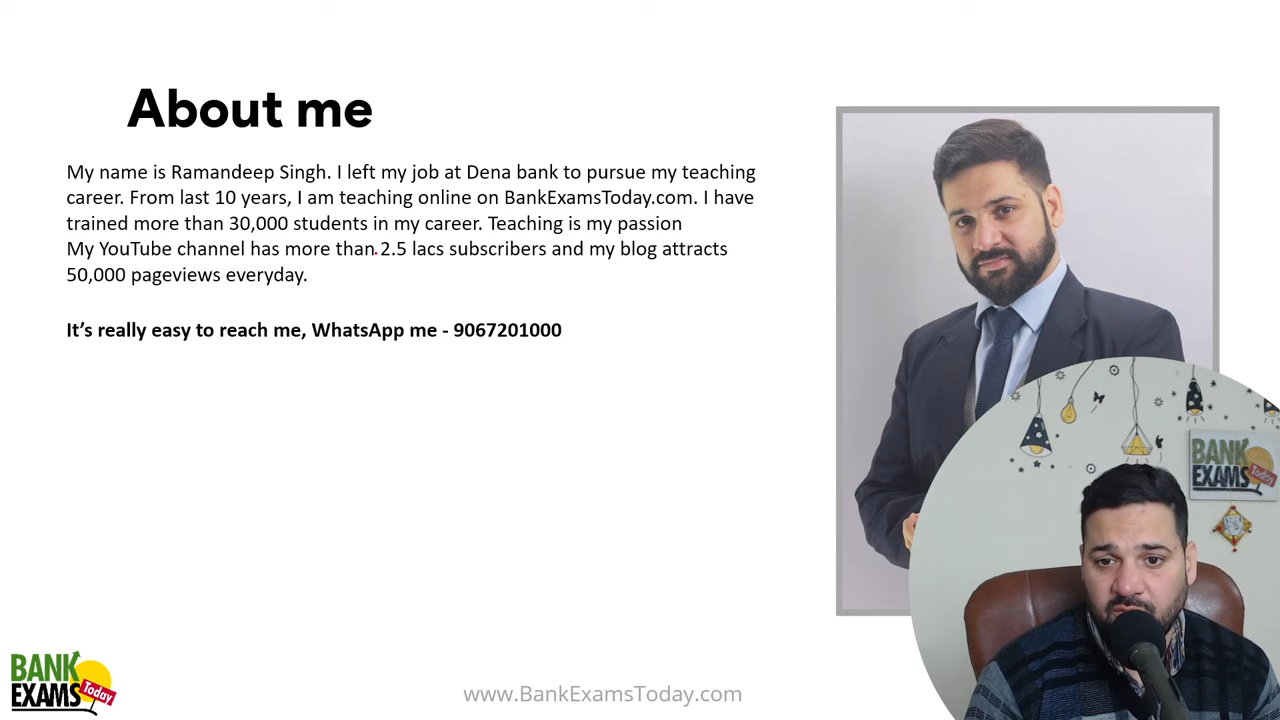 About me
My name is Ramandeep Singh. I left my job at Dena bank to pursue my teaching
career. From last 10 years, I am teaching online on BankExamsToday.com. I have
trained more than 30,000 students in my career. Teaching is my passion
My YouTube channel has more than 2.5 lacs subscribers and my blog attracts
50,000 pageviews everyday.
It’s really easy to reach me, WhatsApp me - 9067201000
BANK
EXAMS
Today
BANK
EXAMS
Today
www.BankExamsToday.com